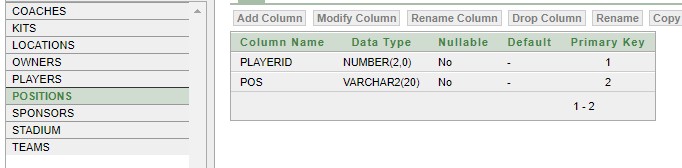 COACHES
KITS
LOCATIONS
OWNERS
PLAYERS
POSITIONS
SPONSORS
STADIUM
TEAMS
Add Column Modify Column Rename Column Drop Column Rename Copy
Column Name Data Type Nullable Default Primary Key
PLAYERID NUMBER(2,0) No - 1
POS VARCHAR2(20) No - 2
1 - 2